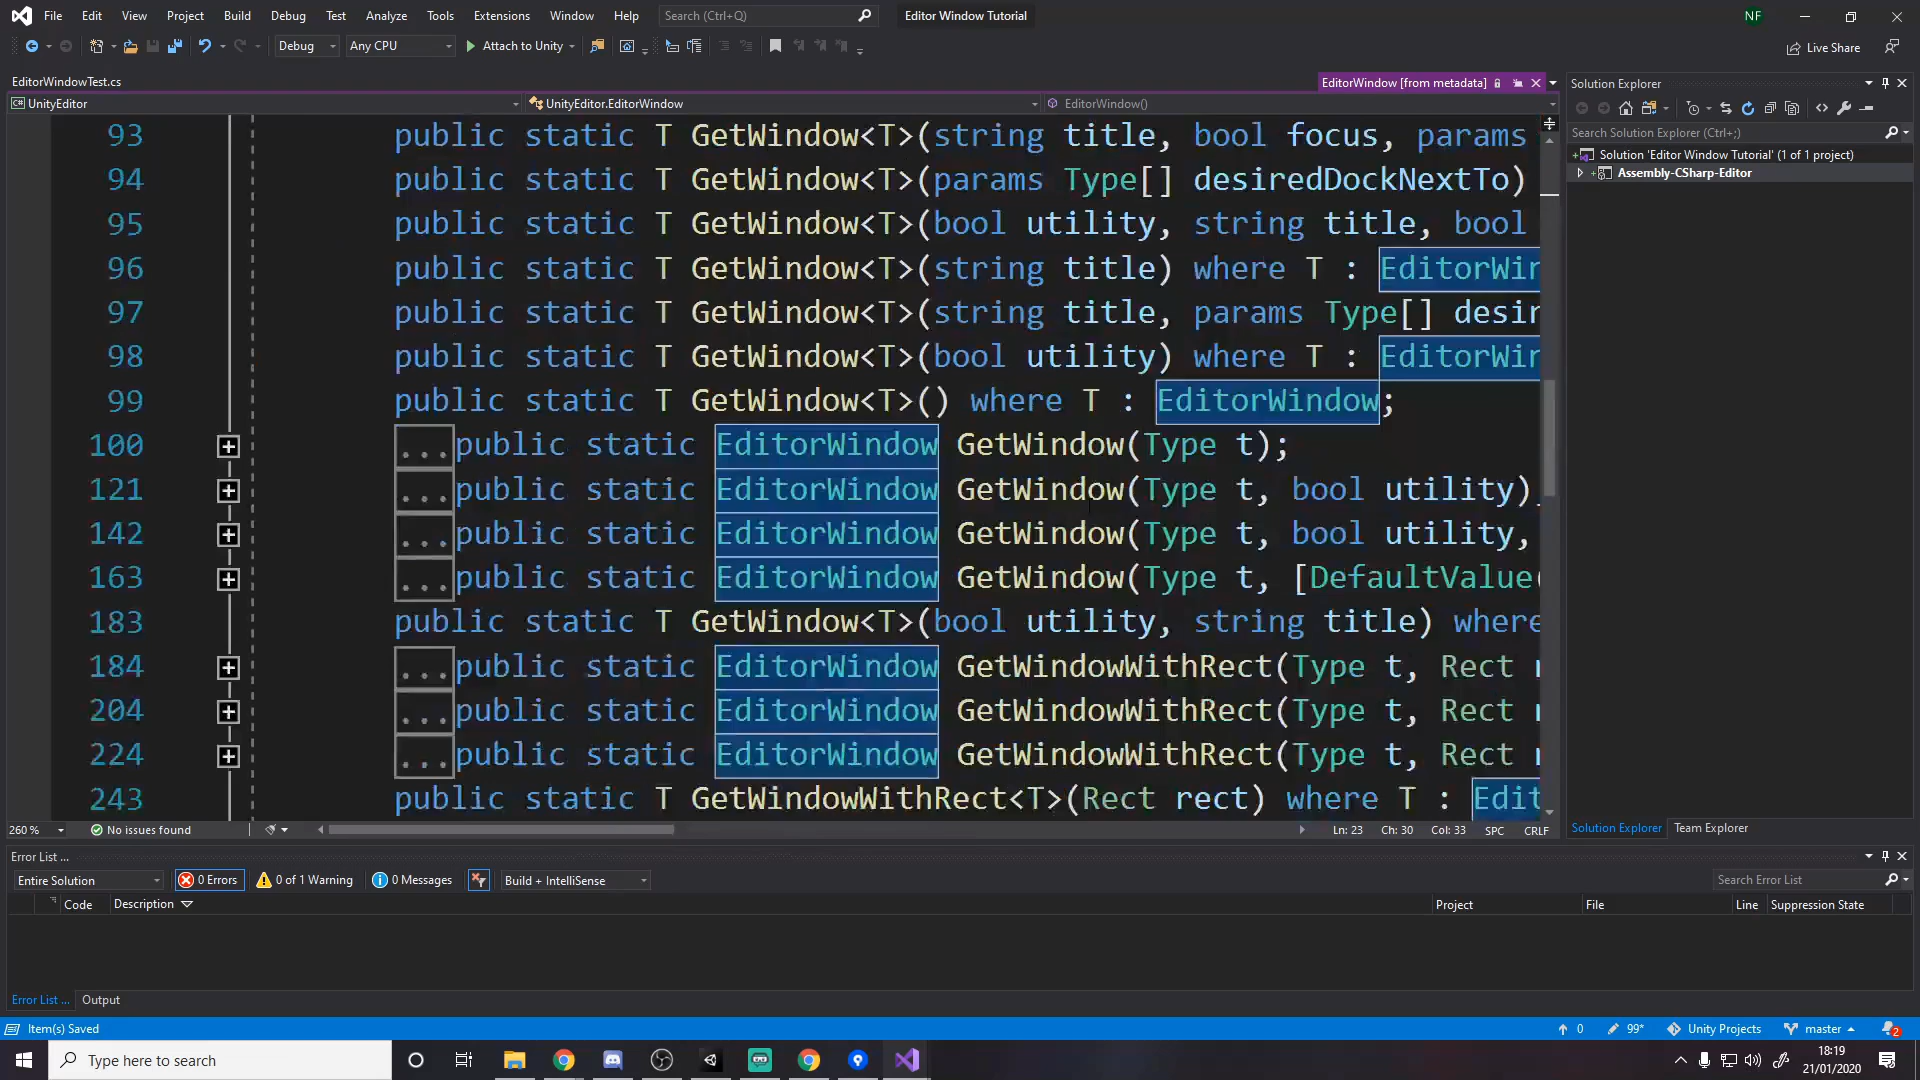 File Edit View Project Build Debug Test Analyze Tools Extensions Window Help Search (Ctrl+Q) Editor Window Tutorial NF
Debug Any CPU Attach to Unity Live Share
EditorWindowTest.cs EditorWindow [from metadata]
UnityEditor UnityEditor.EditorWindow EditorWindow()
93 public static T GetWindow<T>(string title, bool focus, params
94 public static T GetWindow<T>(params Type[] desiredDockNextTo)
95 public static T GetWindow<T>(bool utility, string title, bool
96 public static T GetWindow<T>(string title) where T : EditorWin
97 public static T GetWindow<T>(string title, params Type[] desir
98 public static T GetWindow<T>(bool utility) where T : EditorWin
99 public static T GetWindow<T>() where T : EditorWindow;
100 ...public static EditorWindow GetWindow(Type t);
121 ...public static EditorWindow GetWindow(Type t, bool utility)
142 ...public static EditorWindow GetWindow(Type t, bool utility,
163 ...public static EditorWindow GetWindow(Type t, [DefaultValue(
183 public static T GetWindow<T>(bool utility, string title) where
184 ...public static EditorWindow GetWindowWithRect(Type t, Rect r
204 ...public static EditorWindow GetWindowWithRect(Type t, Rect r
224 ...public static EditorWindow GetWindowWithRect(Type t, Rect r
243 public static T GetWindowWithRect<T>(Rect rect) where T : Edit
260 % No issues found Ln: 23 Ch: 30 Col: 33 SPC CRLF
Solution Explorer
Search Solution Explorer (Ctrl+;)
Solution 'Editor Window Tutorial' (1 of 1 project)
Assembly-CSharp-Editor
Solution Explorer Team Explorer
Error List ...
Entire Solution 0 Errors 0 of 1 Warning 0 Messages Build + IntelliSense Search Error List
Code Description Project File Line Suppression State
Error List ... Output
Item(s) Saved 0 99* Unity Projects master 2
Type here to search 18:19
21/01/2020